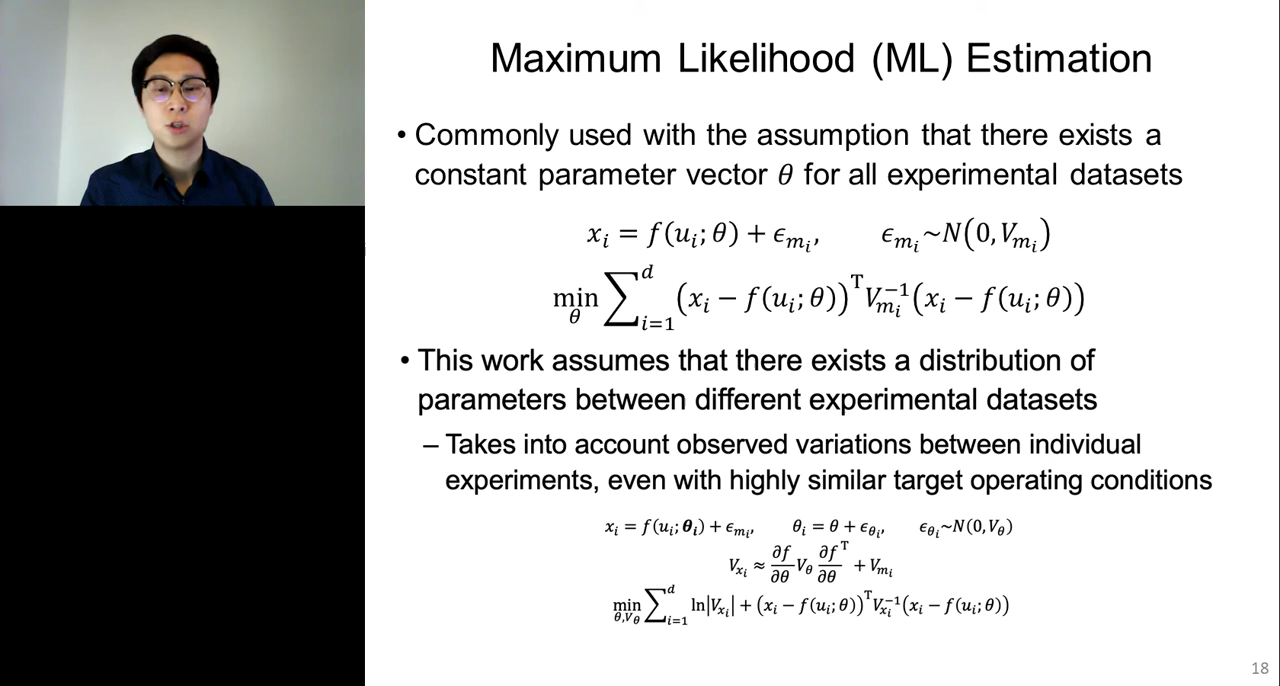 Maximum Likelihood (ML) Estimation
• Commonly used with the assumption that there exists a
constant parameter vector θ for all experimental datasets
x_i = f(u_i; θ) + ϵ_{m_i},   ϵ_{m_i}~N(0, V_{m_i})
min_θ ∑_{i=1}^{d} (x_i − f(u_i; θ))^T V_{m_i}^{−1} (x_i − f(u_i; θ))
• This work assumes that there exists a distribution of
parameters between different experimental datasets
– Takes into account observed variations between individual
experiments, even with highly similar target operating conditions
x_i = f(u_i; θ_i) + ϵ_{m_i},   θ_i = θ + ϵ_{θ_i},   ϵ_{θ_i}~N(0, V_θ)
V_{x_i} ≈ ∂f/∂θ V_θ ∂f/∂θ^T + V_{m_i}
min_{θ,V_θ} ∑_{i=1}^{d} ln|V_{x_i}| + (x_i − f(u_i; θ))^T V_{x_i}^{−1} (x_i − f(u_i; θ))
18